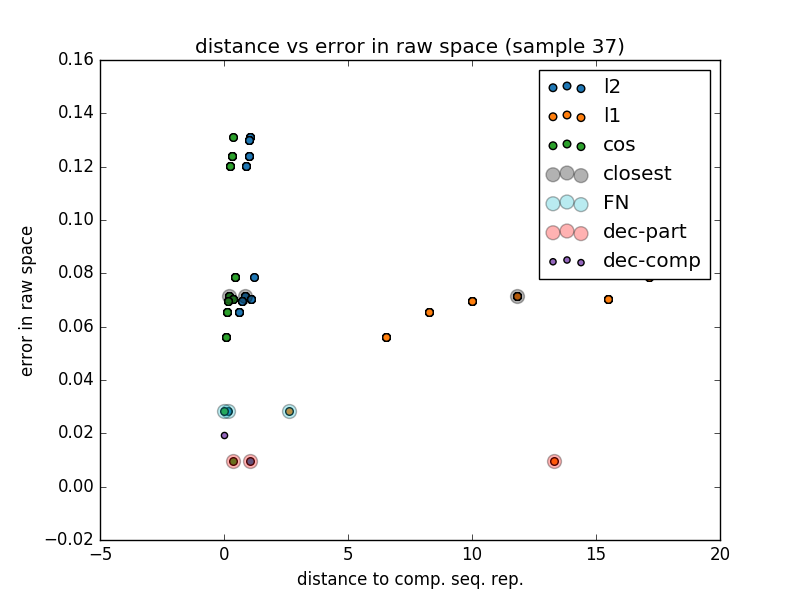 distance vs error in raw space (sample 37)
0.16
0.14
0.12
0.10
0.08
0.06
0.04
0.02
0.00
−0.02
error in raw space
l2
l1
cos
closest
FN
dec-part
dec-comp
−5 0 5 10 15 20
distance to comp. seq. rep.